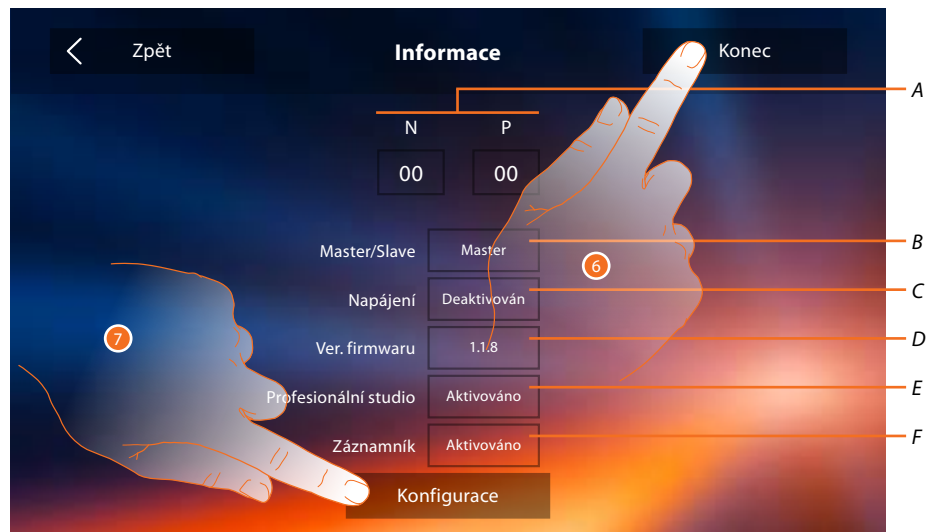 Zpět Informace Konec
A
N P
00 00
Master/Slave Master B
6
Napájení Deaktivován C
7
Ver. firmwaru 1.1.8 D
Profesionální studio Aktivováno E
Záznamník Aktivováno F
Konfigurace